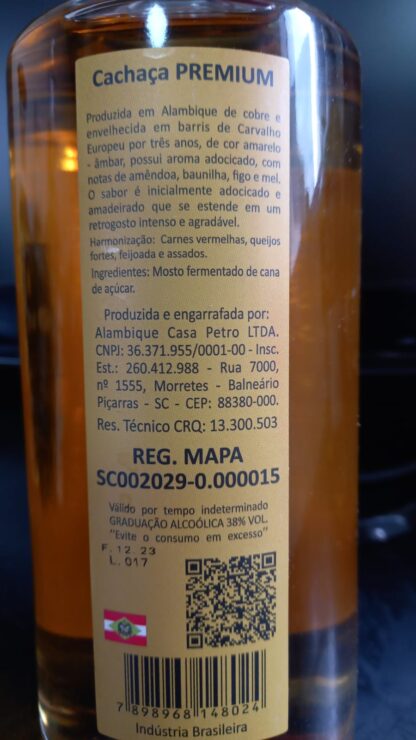 Cachaça PREMIUM
Produzida em Alambique de cobre e
envelhecida em barris de Carvalho
Europeu por três anos, de cor amarelo
- âmbar, possui aroma adocicado, com
notas de amêndoa, baunilha, figo e mel.
O sabor é inicialmente adocicado e
amadeirado que se estende em um
retrogosto intenso e agradável.
Harmonização: Carnes vermelhas, queijos
fortes, feijoada e assados.
Ingredientes: Mosto fermentado de cana
de açúcar.
Produzida e engarrafada por:
Alambique Casa Petro LTDA.
CNPJ: 36.371.955/0001-00 - Insc.
Est.: 260.412.988 - Rua 7000,
nº 1555, Morretes - Balneário
Piçarras - SC - CEP: 88380-000.
Res. Técnico CRQ: 13.300.503
REG. MAPA
SC002029-0.000015
Válido por tempo indeterminado
GRADUAÇÃO ALCOÓLICA 38% VOL.
"Evite o consumo em excesso"
F. 12. 23
L. 017
7 898968 148024
Indústria Brasileira